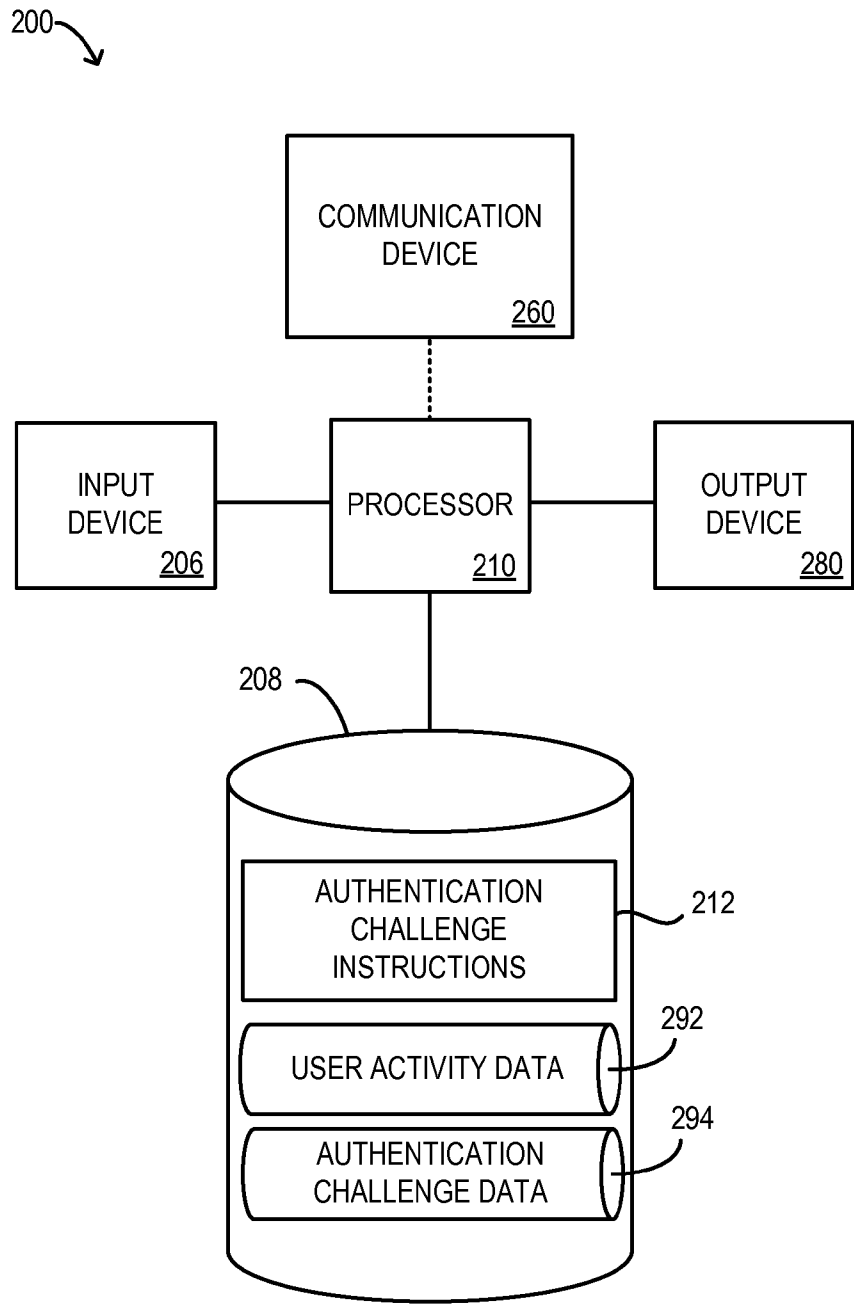 200
COMMUNICATION
DEVICE
260
INPUT
DEVICE
206
PROCESSOR
210
OUTPUT
DEVICE
280
208
AUTHENTICATION
CHALLENGE
INSTRUCTIONS
212
USER ACTIVITY DATA
292
AUTHENTICATION
CHALLENGE DATA
294